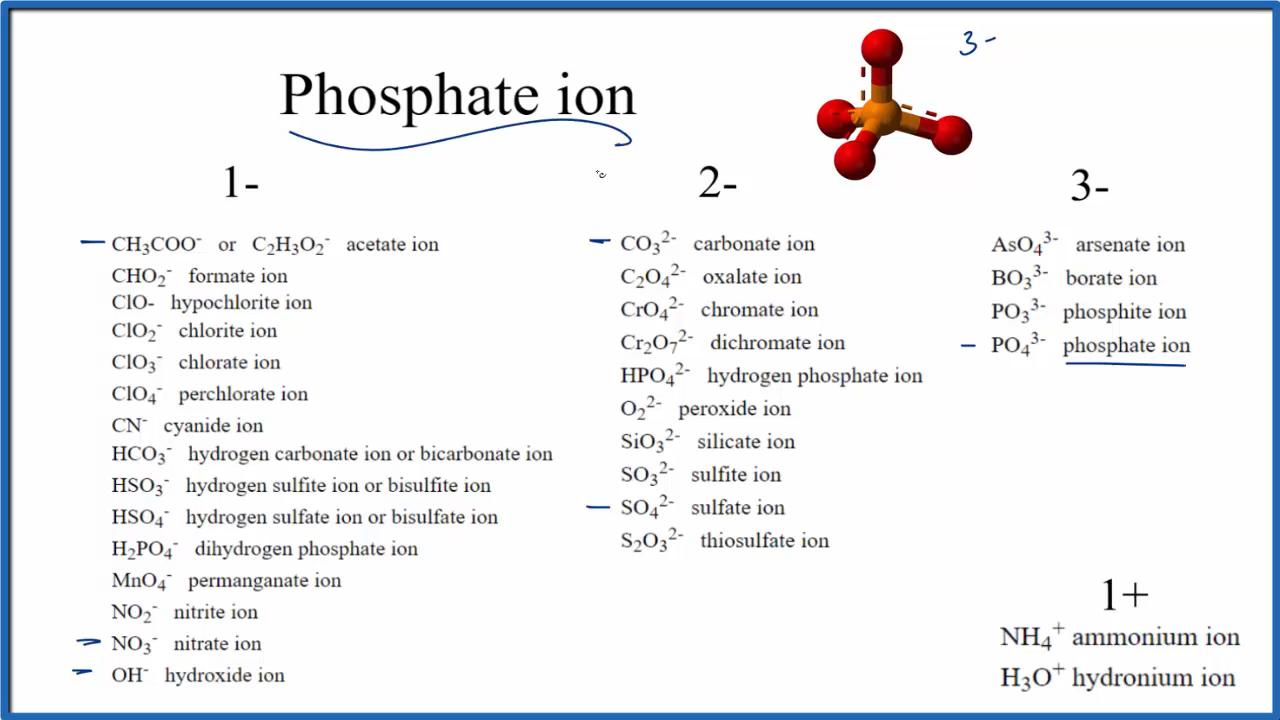 3-
Phosphate ion
1-
CH₃COO⁻ or C₂H₃O₂⁻ acetate ion
CHO₂⁻ formate ion
ClO- hypochlorite ion
ClO₂⁻ chlorite ion
ClO₃⁻ chlorate ion
ClO₄⁻ perchlorate ion
CN⁻ cyanide ion
HCO₃⁻ hydrogen carbonate ion or bicarbonate ion
HSO₃⁻ hydrogen sulfite ion or bisulfite ion
HSO₄⁻ hydrogen sulfate ion or bisulfate ion
H₂PO₄⁻ dihydrogen phosphate ion
MnO₄⁻ permanganate ion
NO₂⁻ nitrite ion
NO₃⁻ nitrate ion
OH⁻ hydroxide ion
2-
CO₃²⁻ carbonate ion
C₂O₄²⁻ oxalate ion
CrO₄²⁻ chromate ion
Cr₂O₇²⁻ dichromate ion
HPO₄²⁻ hydrogen phosphate ion
O₂²⁻ peroxide ion
SiO₃²⁻ silicate ion
SO₃²⁻ sulfite ion
SO₄²⁻ sulfate ion
S₂O₃²⁻ thiosulfate ion
3-
AsO₄³⁻ arsenate ion
BO₃³⁻ borate ion
PO₃³⁻ phosphite ion
PO₄³⁻ phosphate ion
1+
NH₄⁺ ammonium ion
H₃O⁺ hydronium ion